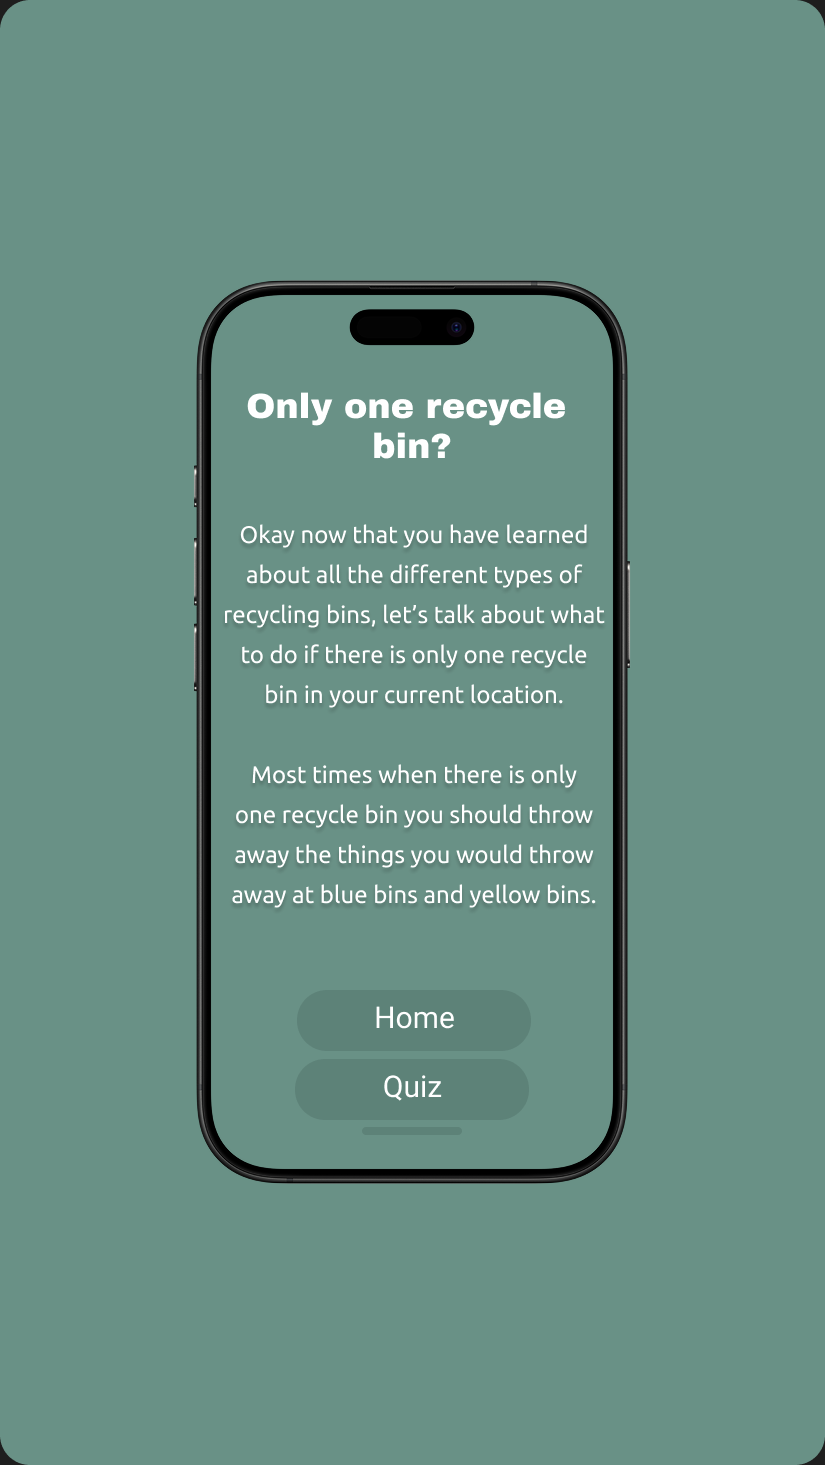 Only one recycle
bin?
Okay now that you have learned
about all the different types of
recycling bins, let’s talk about what
to do if there is only one recycle
bin in your current location.
Most times when there is only
one recycle bin you should throw
away the things you would throw
away at blue bins and yellow bins.
Home
Quiz